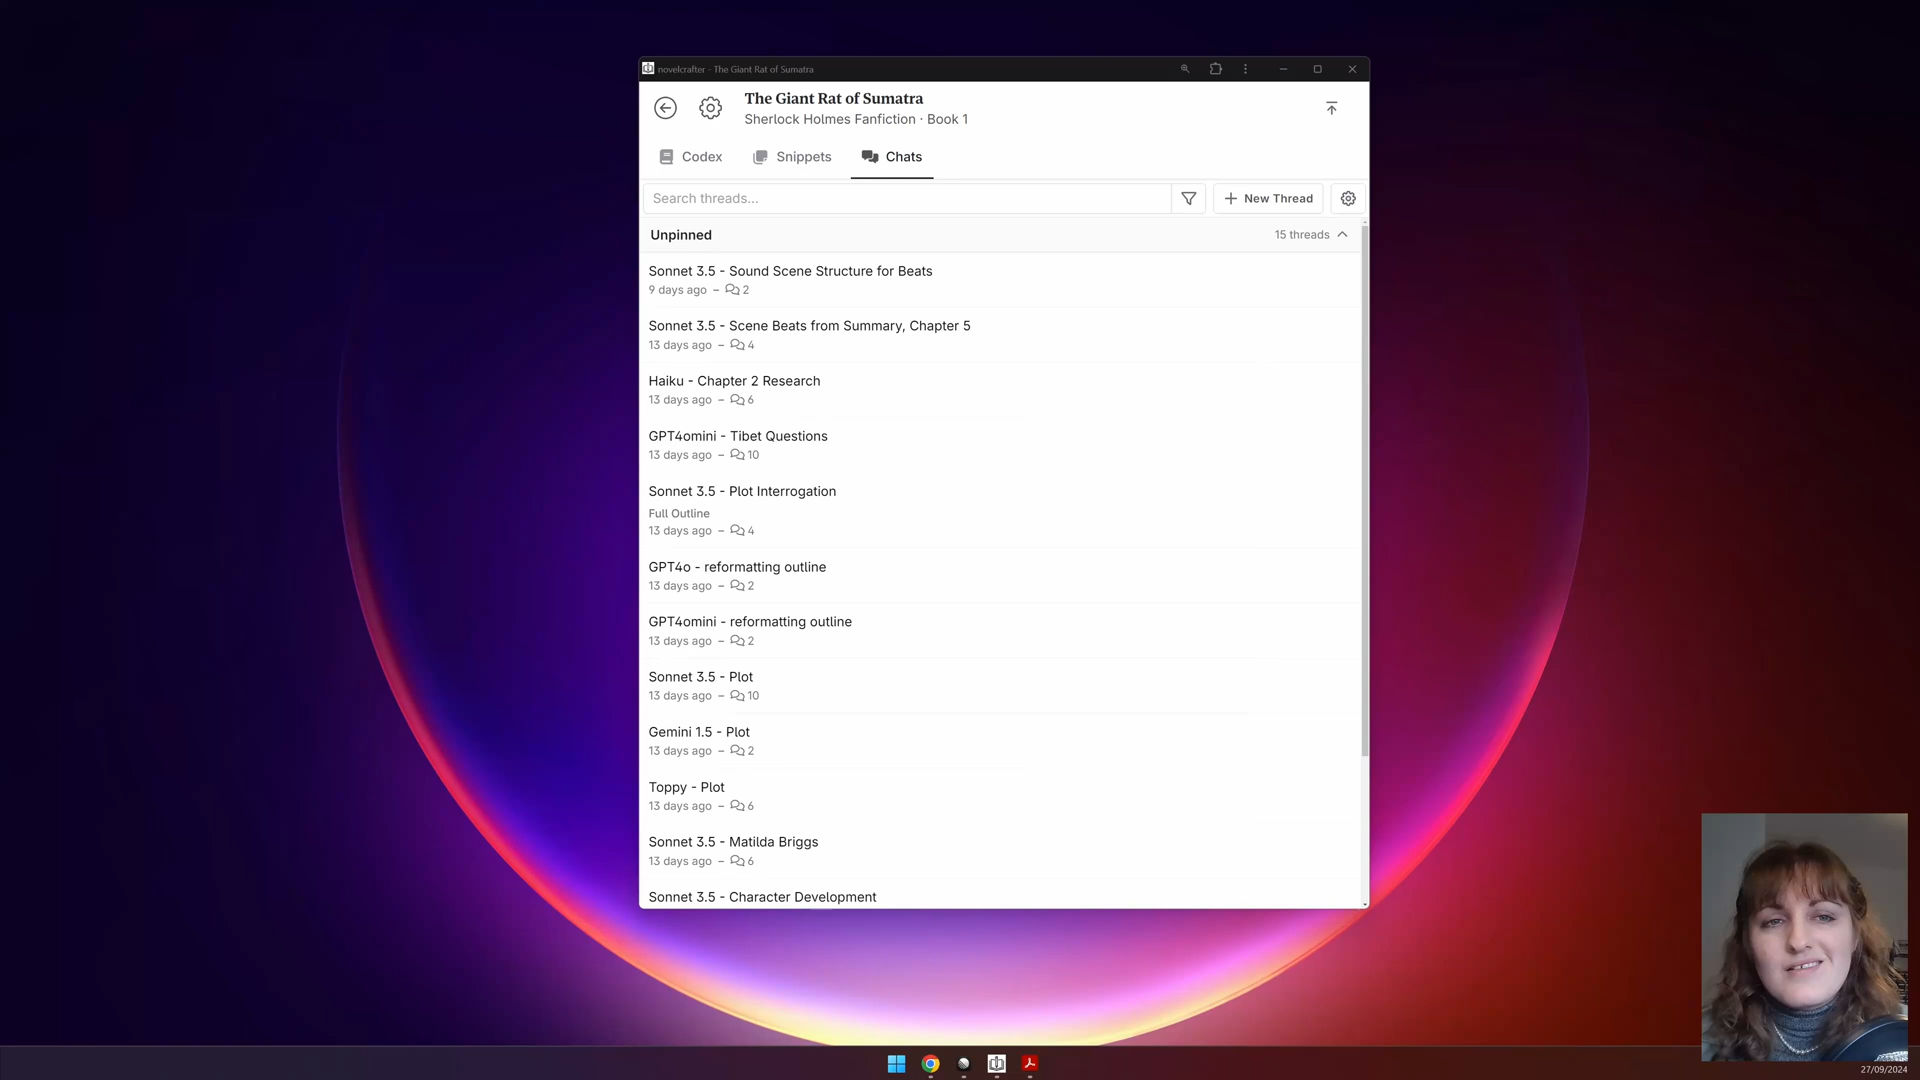 novelcrafter - The Giant Rat of Sumatra
The Giant Rat of Sumatra
Sherlock Holmes Fanfiction · Book 1
Codex
Snippets
Chats
Search threads...
New Thread
Unpinned
15 threads
Sonnet 3.5 - Sound Scene Structure for Beats
9 days ago – 2
Sonnet 3.5 - Scene Beats from Summary, Chapter 5
13 days ago – 4
Haiku - Chapter 2 Research
13 days ago – 6
GPT4omini - Tibet Questions
13 days ago – 10
Sonnet 3.5 - Plot Interrogation
Full Outline
13 days ago – 4
GPT4o - reformatting outline
13 days ago – 2
GPT4omini - reformatting outline
13 days ago – 2
Sonnet 3.5 - Plot
13 days ago – 10
Gemini 1.5 - Plot
13 days ago – 2
Toppy - Plot
13 days ago – 6
Sonnet 3.5 - Matilda Briggs
13 days ago – 6
Sonnet 3.5 - Character Development
27/09/2024